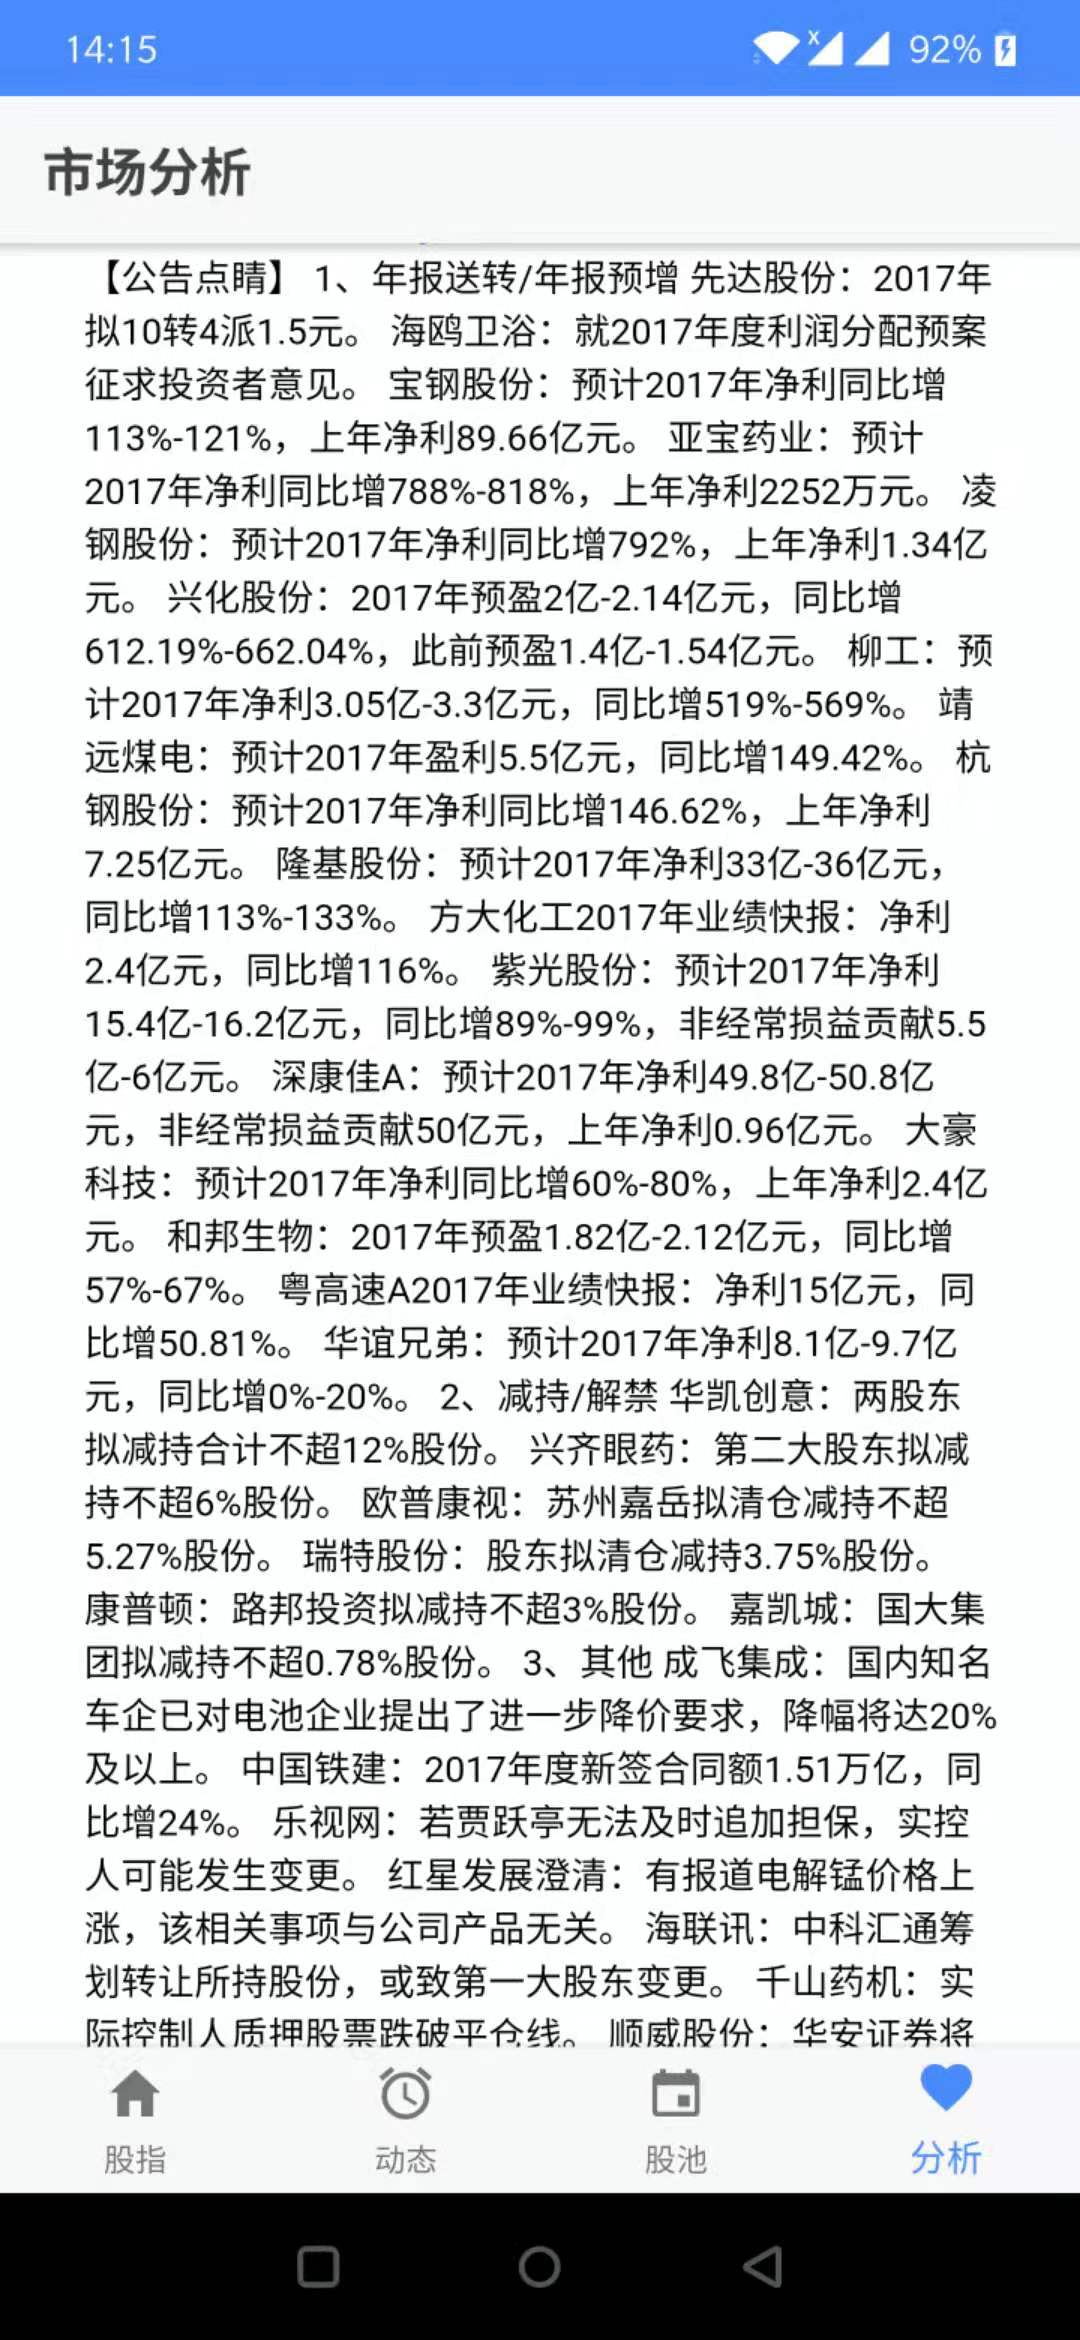 14:15
92%
市场分析
【公告点睛】 1、年报送转/年报预增 先达股份：2017年
拟10转4派1.5元。 海鸥卫浴：就2017年度利润分配预案
征求投资者意见。 宝钢股份：预计2017年净利同比增
113%-121%，上年净利89.66亿元。 亚宝药业：预计
2017年净利同比增788%-818%，上年净利2252万元。 凌
钢股份：预计2017年净利同比增792%，上年净利1.34亿
元。 兴化股份：2017年预盈2亿-2.14亿元，同比增
612.19%-662.04%，此前预盈1.4亿-1.54亿元。 柳工：预
计2017年净利3.05亿-3.3亿元，同比增519%-569%。 靖
远煤电：预计2017年盈利5.5亿元，同比增149.42%。 杭
钢股份：预计2017年净利同比增146.62%，上年净利
7.25亿元。 隆基股份：预计2017年净利33亿-36亿元，
同比增113%-133%。 方大化工2017年业绩快报：净利
2.4亿元，同比增116%。 紫光股份：预计2017年净利
15.4亿-16.2亿元，同比增89%-99%，非经常损益贡献5.5
亿-6亿元。 深康佳A：预计2017年净利49.8亿-50.8亿
元，非经常损益贡献50亿元，上年净利0.96亿元。 大豪
科技：预计2017年净利同比增60%-80%，上年净利2.4亿
元。 和邦生物：2017年预盈1.82亿-2.12亿元，同比增
57%-67%。 粤高速A2017年业绩快报：净利15亿元，同
比增50.81%。 华谊兄弟：预计2017年净利8.1亿-9.7亿
元，同比增0%-20%。 2、减持/解禁 华凯创意：两股东
拟减持合计不超12%股份。 兴齐眼药：第二大股东拟减
持不超6%股份。 欧普康视：苏州嘉岳拟清仓减持不超
5.27%股份。 瑞特股份：股东拟清仓减持3.75%股份。
康普顿：路邦投资拟减持不超3%股份。 嘉凯城：国大集
团拟减持不超0.78%股份。 3、其他 成飞集成：国内知名
车企已对电池企业提出了进一步降价要求，降幅将达20%
及以上。 中国铁建：2017年度新签合同额1.51万亿，同
比增24%。 乐视网：若贾跃亭无法及时追加担保，实控
人可能发生变更。 红星发展澄清：有报道电解锰价格上
涨，该相关事项与公司产品无关。 海联讯：中科汇通筹
划转让所持股份，或致第一大股东变更。 千山药机：实
际控制人质押股票跌破平仓线。 顺威股份：华安证券将
股指
动态
股池
分析